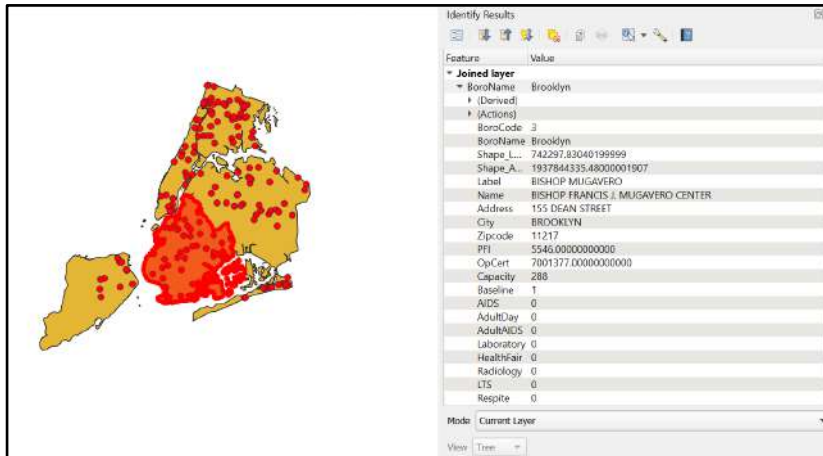 Identify Results
Feature Value
Joined layer
BoroName Brooklyn
(Derived)
(Actions)
BoroCode 3
BoroName Brooklyn
Shape_L... 742297.83040199999
Shape_A... 1937844335.48000001907
Label BISHOP MUGAVERO
Name BISHOP FRANCIS J. MUGAVERO CENTER
Address 155 DEAN STREET
City BROOKLYN
Zipcode 11217
PFI 5546.00000000000
OpCert 7001377.00000000000
Capacity 288
Baseline 1
AIDS 0
AdultDay 0
AdultAIDS 0
Laboratory 0
HealthFair 0
Radiology 0
LTS 0
Respite 0
Mode Current Layer
View Tree